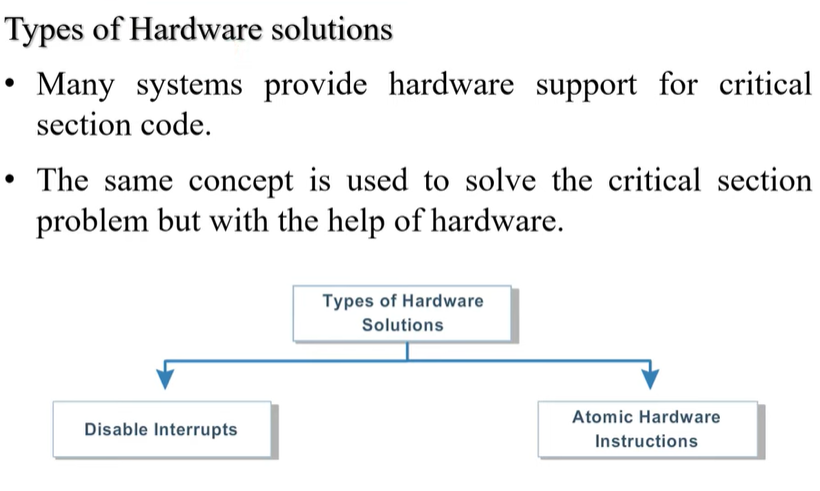 Types of Hardware solutions
• Many systems provide hardware support for critical
section code.
• The same concept is used to solve the critical section
problem but with the help of hardware.
Types of Hardware
Solutions
Disable Interrupts
Atomic Hardware
Instructions